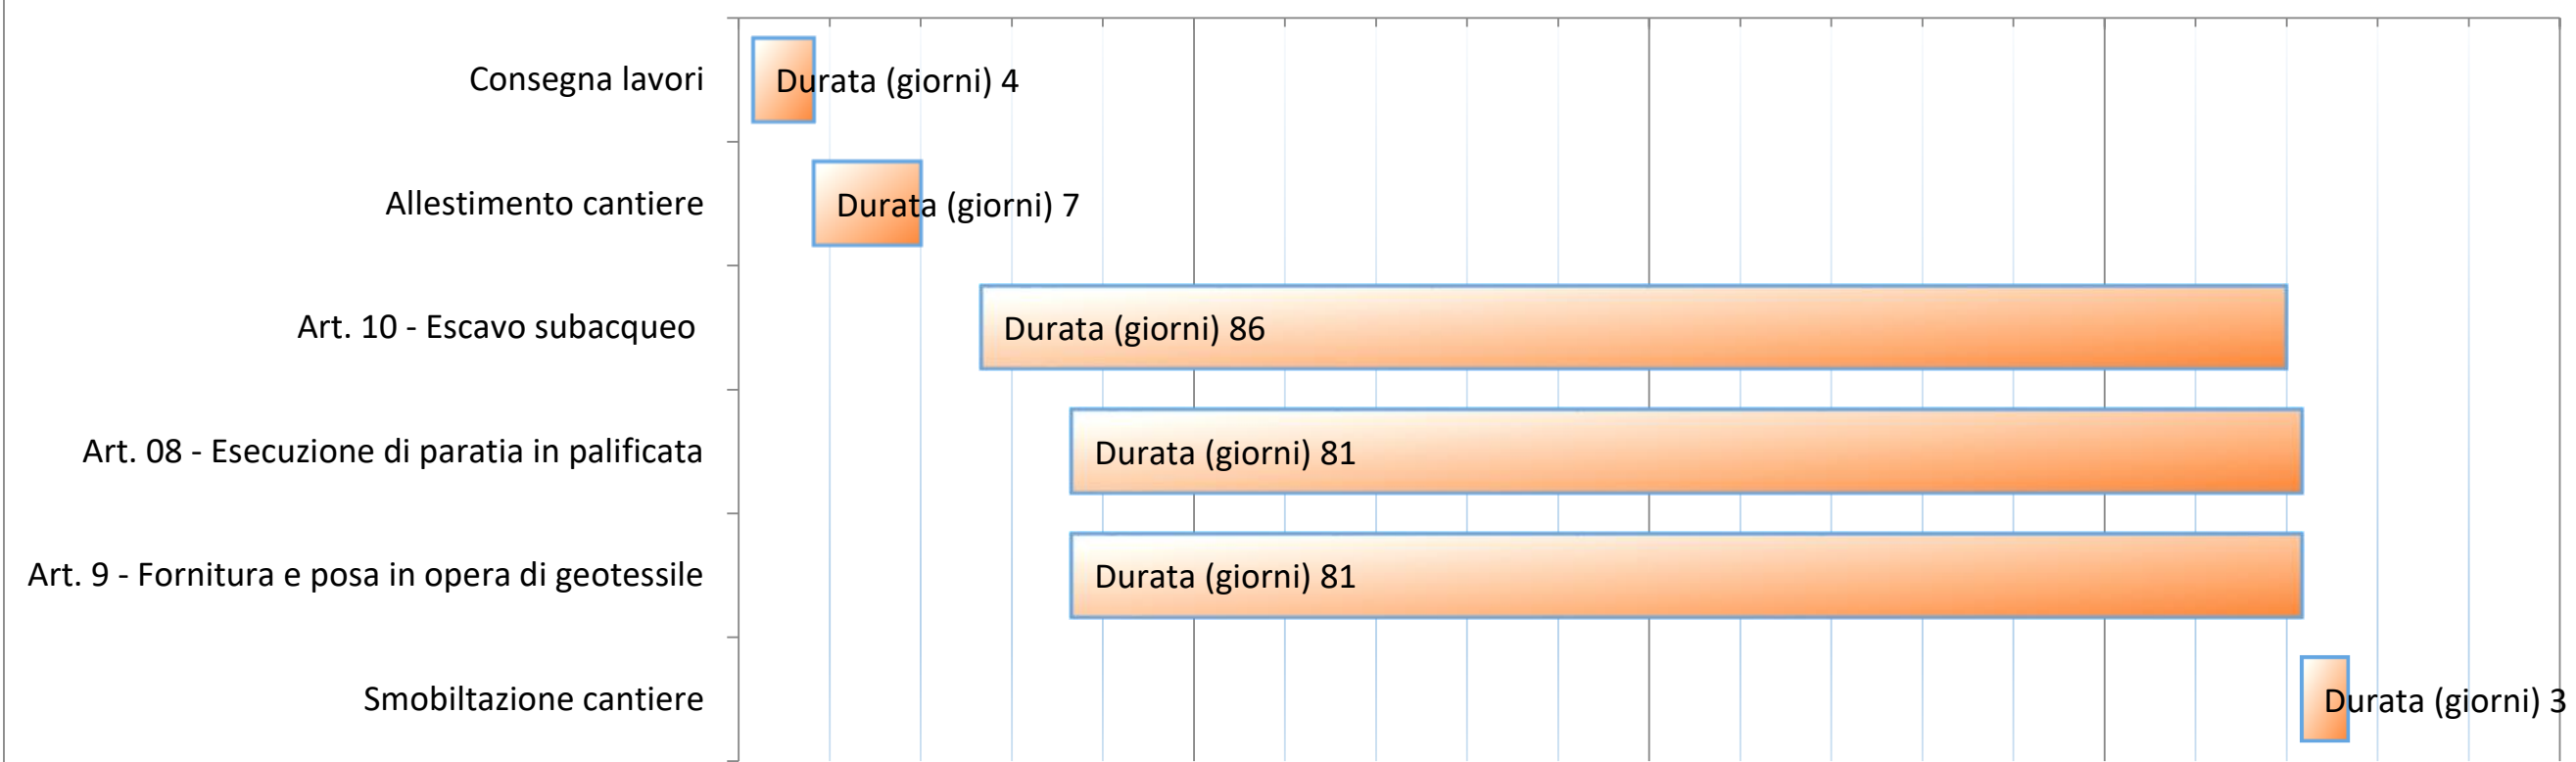 Consegna lavori Durata (giorni) 4
Allestimento cantiere Durata (giorni) 7
Art. 10 - Escavo subacqueo Durata (giorni) 86
Art. 08 - Esecuzione di paratia in palificata Durata (giorni) 81
Art. 9 - Fornitura e posa in opera di geotessile Durata (giorni) 81
Smobiltazione cantiere Durata (giorni) 3